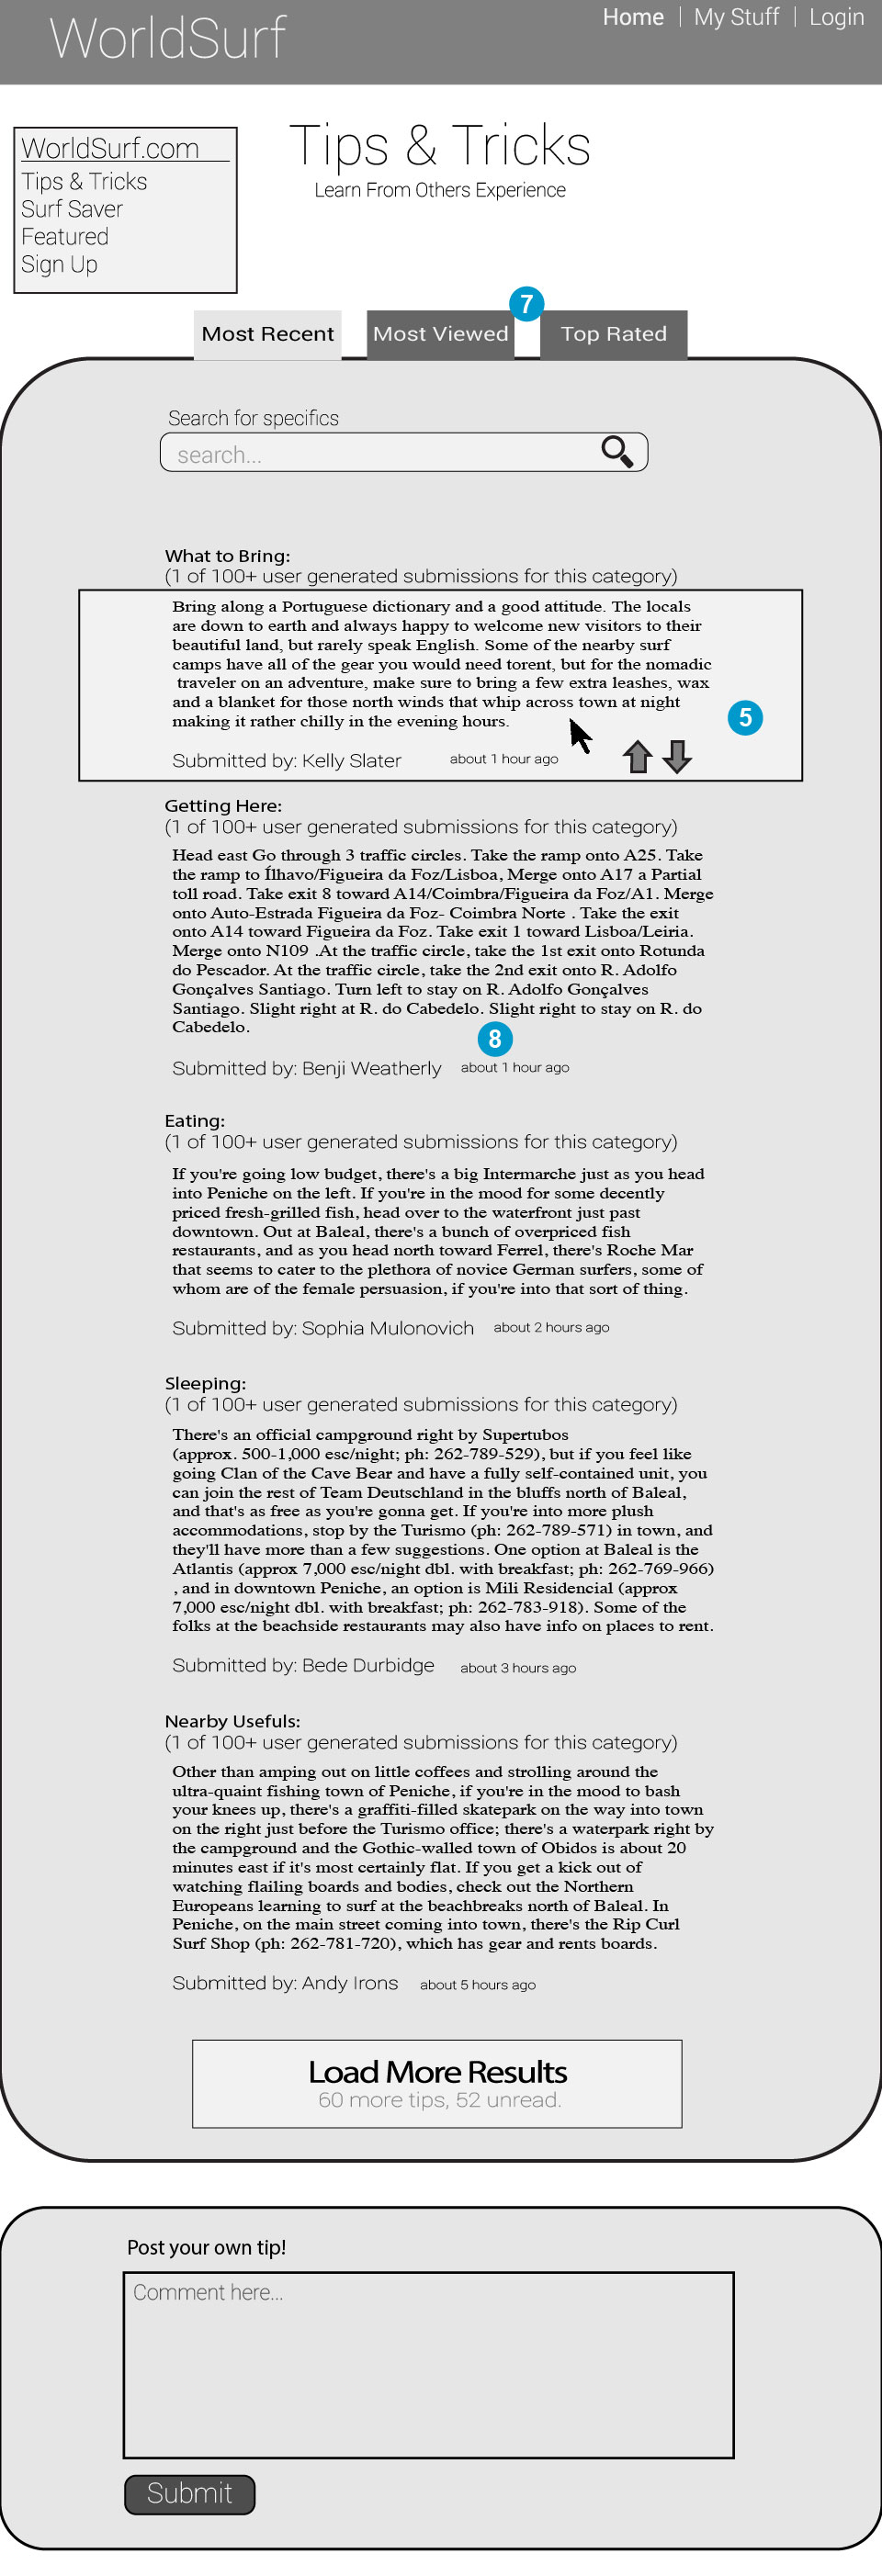 WorldSurf
Home | My Stuff | Login
WorldSurf.com
Tips & Tricks
Surf Saver
Featured
Sign Up
Tips & Tricks
Learn From Others Experience
7
Most Recent
Most Viewed
Top Rated
Search for specifics
search...
What to Bring:
(1 of 100+ user generated submissions for this category)
Bring along a Portuguese dictionary and a good attitude. The locals
are down to earth and always happy to welcome new visitors to their
beautiful land, but rarely speak English. Some of the nearby surf
camps have all of the gear you would need torent, but for the nomadic
traveler on an adventure, make sure to bring a few extra leashes, wax
and a blanket for those north winds that whip across town at night
making it rather chilly in the evening hours.
5
Submitted by: Kelly Slater about 1 hour ago
Getting Here:
(1 of 100+ user generated submissions for this category)
Head east Go through 3 traffic circles. Take the ramp onto A25. Take
the ramp to Ílhavo/Figueira da Foz/Lisboa, Merge onto A17 a Partial
toll road. Take exit 8 toward A14/Coimbra/Figueira da Foz/A1. Merge
onto Auto-Estrada Figueira da Foz- Coimbra Norte . Take the exit
onto A14 toward Figueira da Foz. Take exit 1 toward Lisboa/Leiria.
Merge onto N109 .At the traffic circle, take the 1st exit onto Rotunda
do Pescador. At the traffic circle, take the 2nd exit onto R. Adolfo
Gonçalves Santiago. Turn left to stay on R. Adolfo Gonçalves
Santiago. Slight right at R. do Cabedelo. Slight right to stay on R. do
Cabedelo.
8
Submitted by: Benji Weatherly about 1 hour ago
Eating:
(1 of 100+ user generated submissions for this category)
If you're going low budget, there's a big Intermarche just as you head
into Peniche on the left. If you're in the mood for some decently
priced fresh-grilled fish, head over to the waterfront just past
downtown. Out at Baleal, there's a bunch of overpriced fish
restaurants, and as you head north toward Ferrel, there's Roche Mar
that seems to cater to the plethora of novice German surfers, some of
whom are of the female persuasion, if you're into that sort of thing.
Submitted by: Sophia Mulonovich about 2 hours ago
Sleeping:
(1 of 100+ user generated submissions for this category)
There's an official campground right by Supertubos
(approx. 500-1,000 esc/night; ph: 262-789-529), but if you feel like
going Clan of the Cave Bear and have a fully self-contained unit, you
can join the rest of Team Deutschland in the bluffs north of Baleal,
and that's as free as you're gonna get. If you're into more plush
accommodations, stop by the Turismo (ph: 262-789-571) in town, and
they'll have more than a few suggestions. One option at Baleal is the
Atlantis (approx 7,000 esc/night dbl. with breakfast; ph: 262-769-966)
, and in downtown Peniche, an option is Mili Residencial (approx
7,000 esc/night dbl. with breakfast; ph: 262-783-918). Some of the
folks at the beachside restaurants may also have info on places to rent.
Submitted by: Bede Durbidge about 3 hours ago
Nearby Usefuls:
(1 of 100+ user generated submissions for this category)
Other than amping out on little coffees and strolling around the
ultra-quaint fishing town of Peniche, if you're in the mood to bash
your knees up, there's a graffiti-filled skatepark on the way into town
on the right just before the Turismo office; there's a waterpark right by
the campground and the Gothic-walled town of Obidos is about 20
minutes east if it's most certainly flat. If you get a kick out of
watching flailing boards and bodies, check out the Northern
Europeans learning to surf at the beachbreaks north of Baleal. In
Peniche, on the main street coming into town, there's the Rip Curl
Surf Shop (ph: 262-781-720), which has gear and rents boards.
Submitted by: Andy Irons about 5 hours ago
Load More Results
60 more tips, 52 unread.
Post your own tip!
Comment here...
Submit